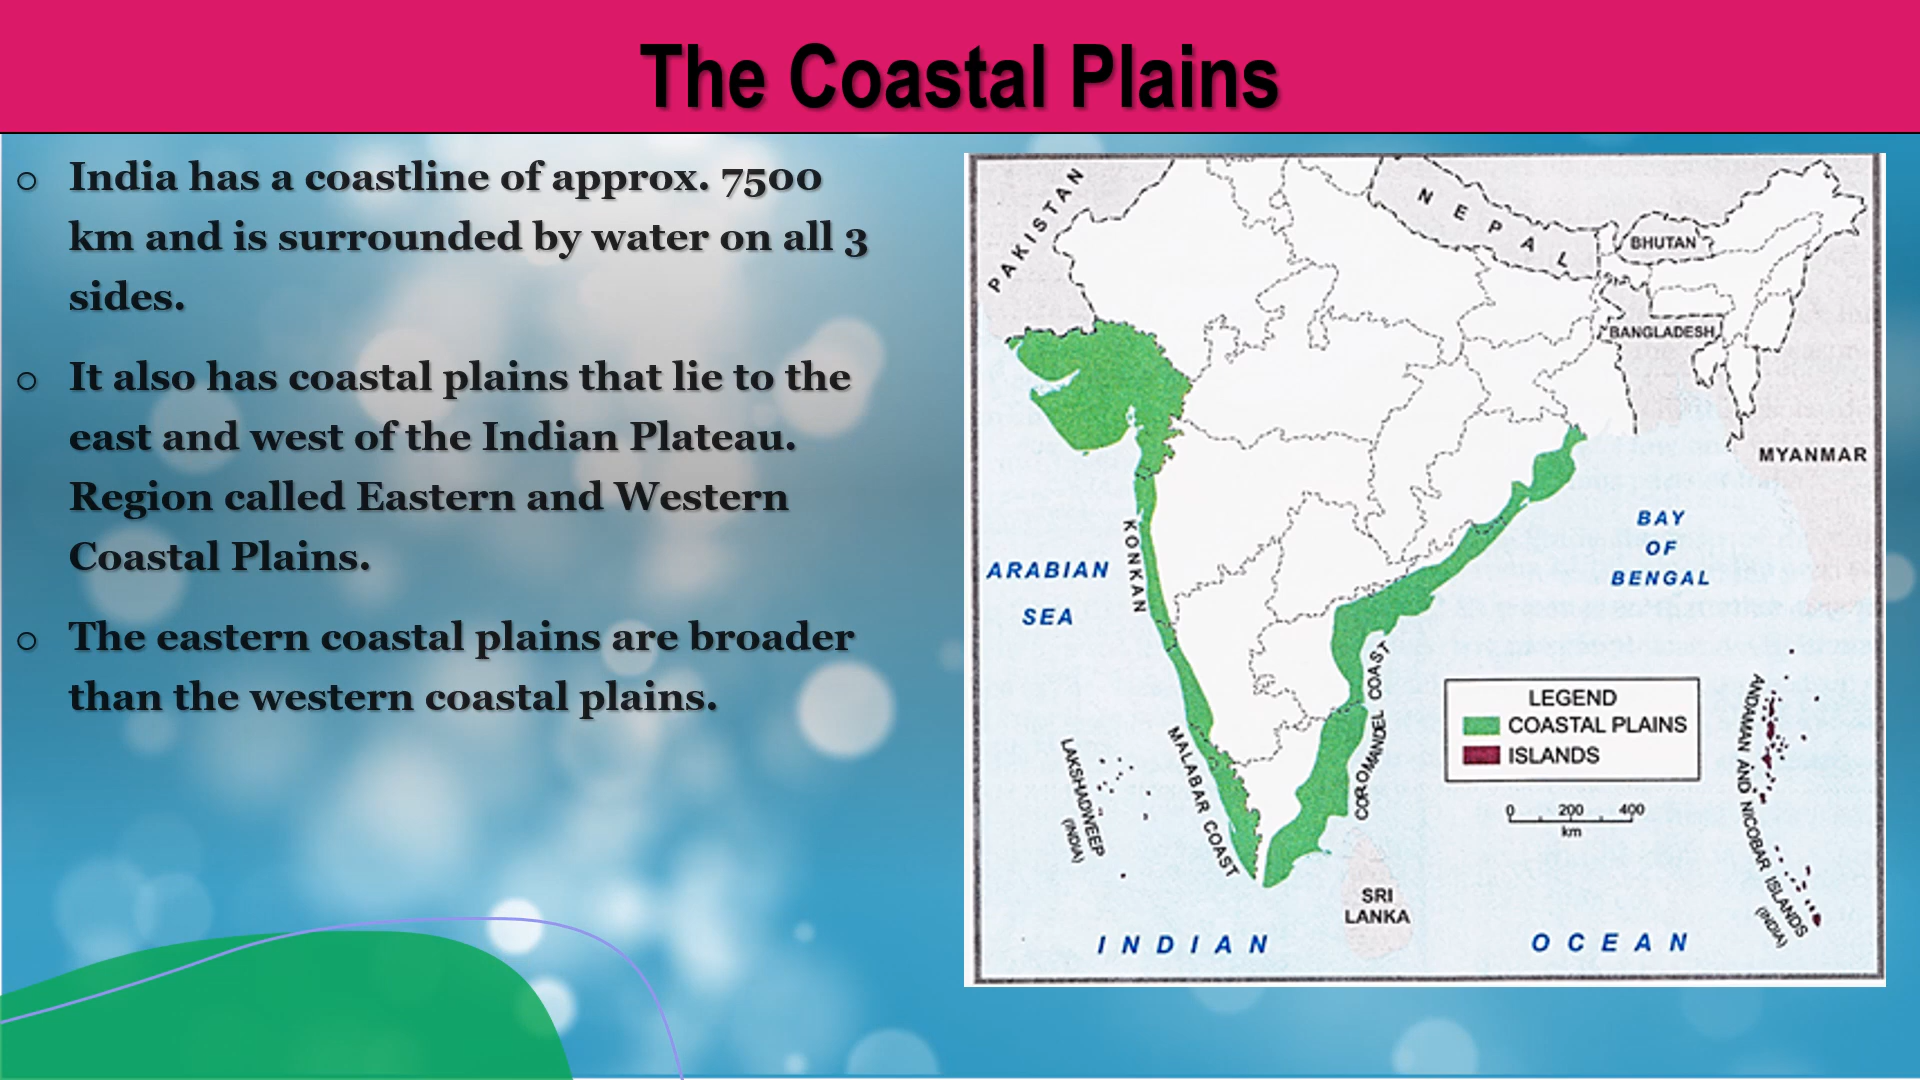 The Coastal Plains
o India has a coastline of approx. 7500
km and is surrounded by water on all 3
sides.
o It also has coastal plains that lie to the
east and west of the Indian Plateau.
Region called Eastern and Western
Coastal Plains.
o The eastern coastal plains are broader
than the western coastal plains.
PAKISTAN
NEPAL
BHUTAN
BANGLADESH
MYANMAR
KONKAN
ARABIAN
SEA
BAY
OF
BENGAL
COROMANDEL COAST
MALABAR COAST
LAKSHADWEEP
(INDIA)
LEGEND
COASTAL PLAINS
ISLANDS
0 200 400
km
ANDAMAN AND NICOBAR ISLANDS
(INDIA)
SRI
LANKA
INDIAN OCEAN